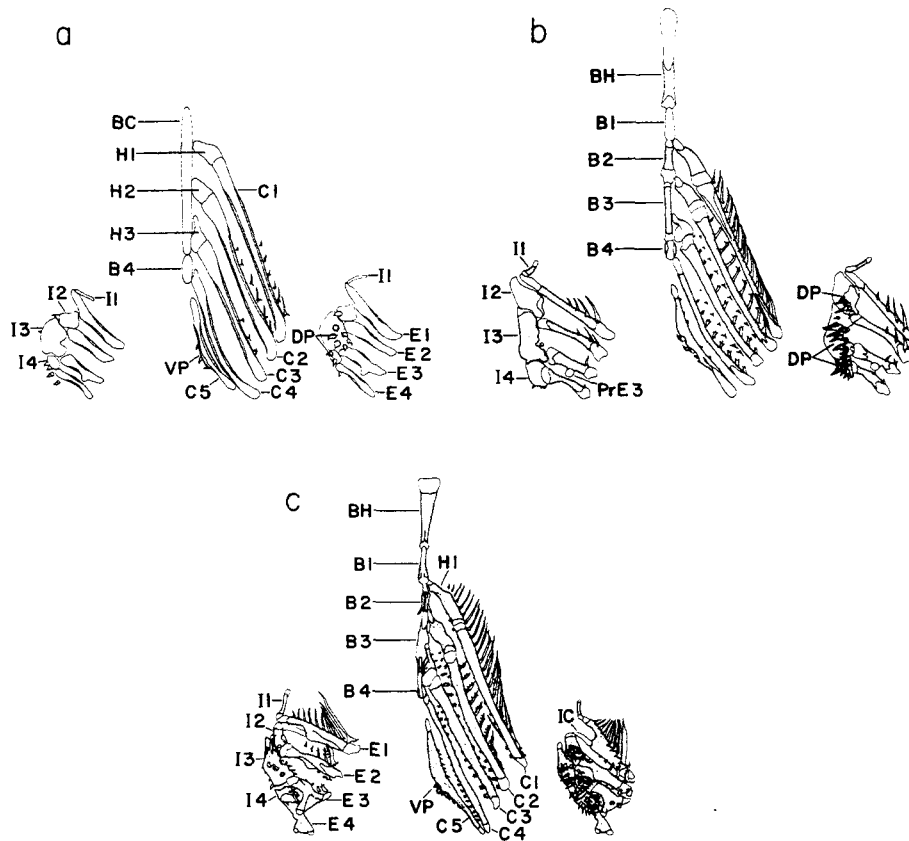 a
BC
H1
H2
C1
H3
B4
I2
I1
I3
I4
VP
C5
C2
C3
C4
I1
DP
E1
E2
E3
E4
b
BH
B1
B2
B3
B4
I1
I2
I3
I4
PrE3
DP
DP
c
BH
B1
H1
B2
B3
B4
I1
I2
I3
I4
E1
E2
E3
E4
VP
C5
C1
C2
C3
C4
IC